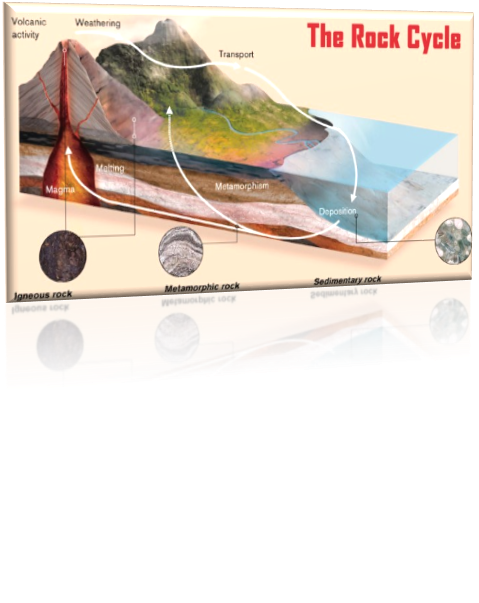 The Rock Cycle
Volcanic
activity
Weathering
Transport
Melting
Magma
Metamorphism
Deposition
Igneous rock
Metamorphic rock
Sedimentary rock